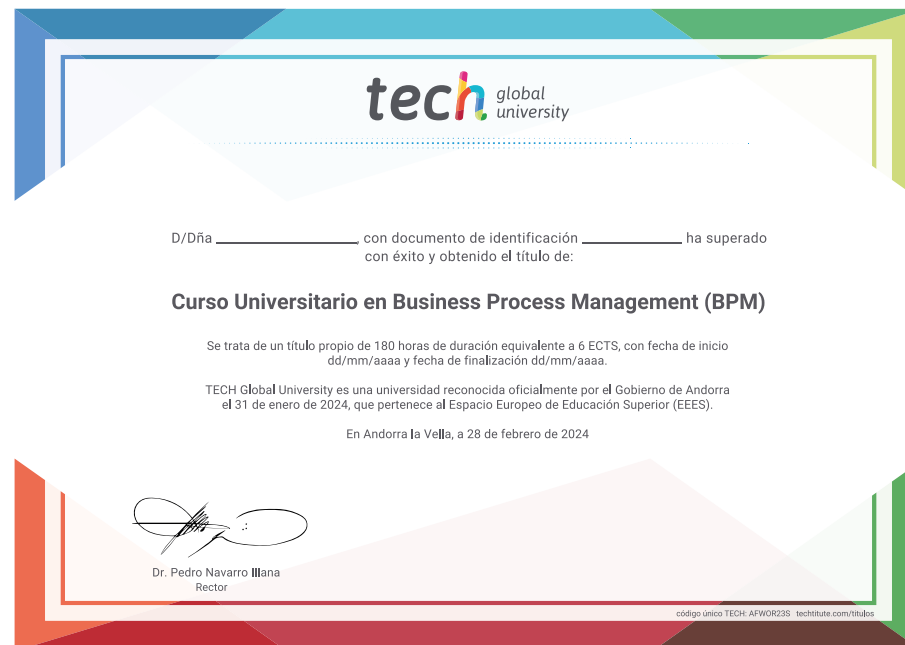 tech global university
D/Dña ____________, con documento de identificación ____________ ha superado
con éxito y obtenido el título de:
Curso Universitario en Business Process Management (BPM)
Se trata de un título propio de 180 horas de duración equivalente a 6 ECTS, con fecha de inicio
dd/mm/aaaa y fecha de finalización dd/mm/aaaa.
TECH Global University es una universidad reconocida oficialmente por el Gobierno de Andorra
el 31 de enero de 2024, que pertenece al Espacio Europeo de Educación Superior (EEES).
En Andorra la Vella, a 28 de febrero de 2024
Dr. Pedro Navarro Illana
Rector
código único TECH: AFWOR23S techtitute.com/titulos